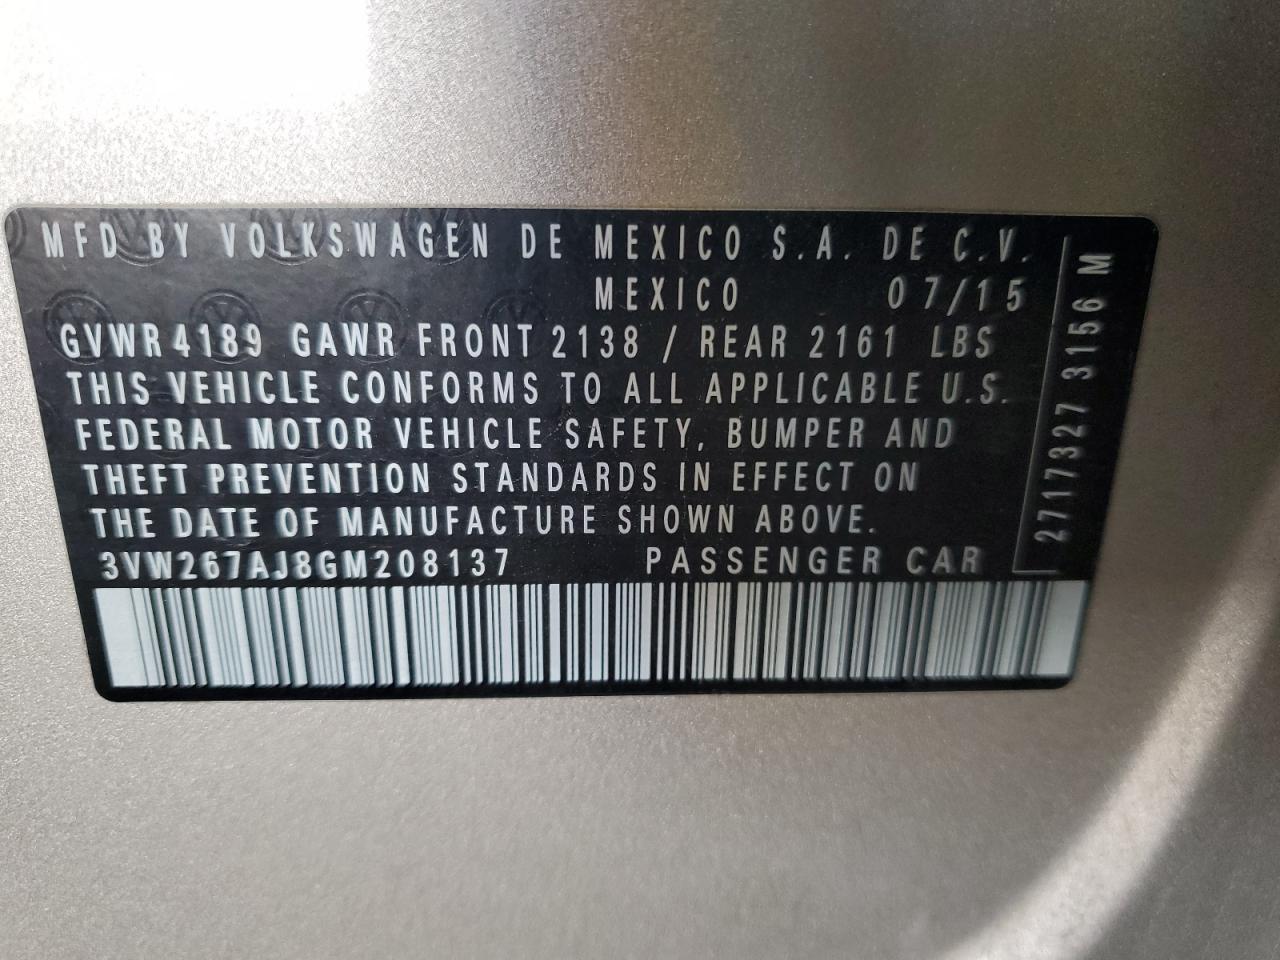 MFD BY VOLKSWAGEN DE MEXICO S.A. DE C.V.
MEXICO 07/15
GVWR 4189 GAWR FRONT 2138 / REAR 2161 LBS
THIS VEHICLE CONFORMS TO ALL APPLICABLE U.S.
FEDERAL MOTOR VEHICLE SAFETY, BUMPER AND
THEFT PREVENTION STANDARDS IN EFFECT ON
THE DATE OF MANUFACTURE SHOWN ABOVE.
3VW267AJ8GM208137 PASSENGER CAR
2717327 3156 M